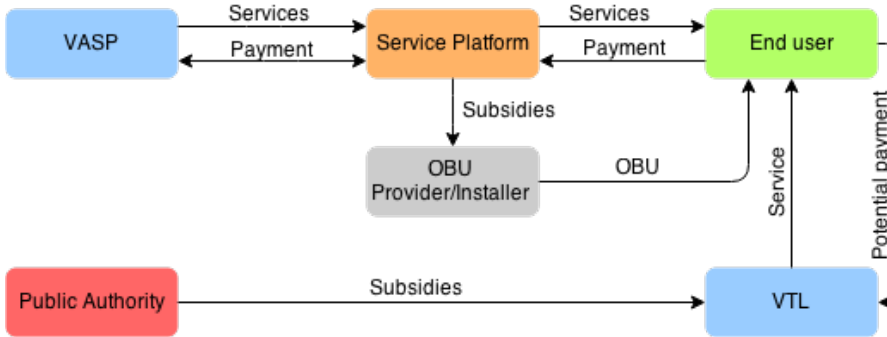 Services
Services
VASP
Service Platform
End user
Payment
Payment
Subsidies
Potential payment
OBU
Provider/Installer
OBU
Service
Subsidies
Public Authority
VTL